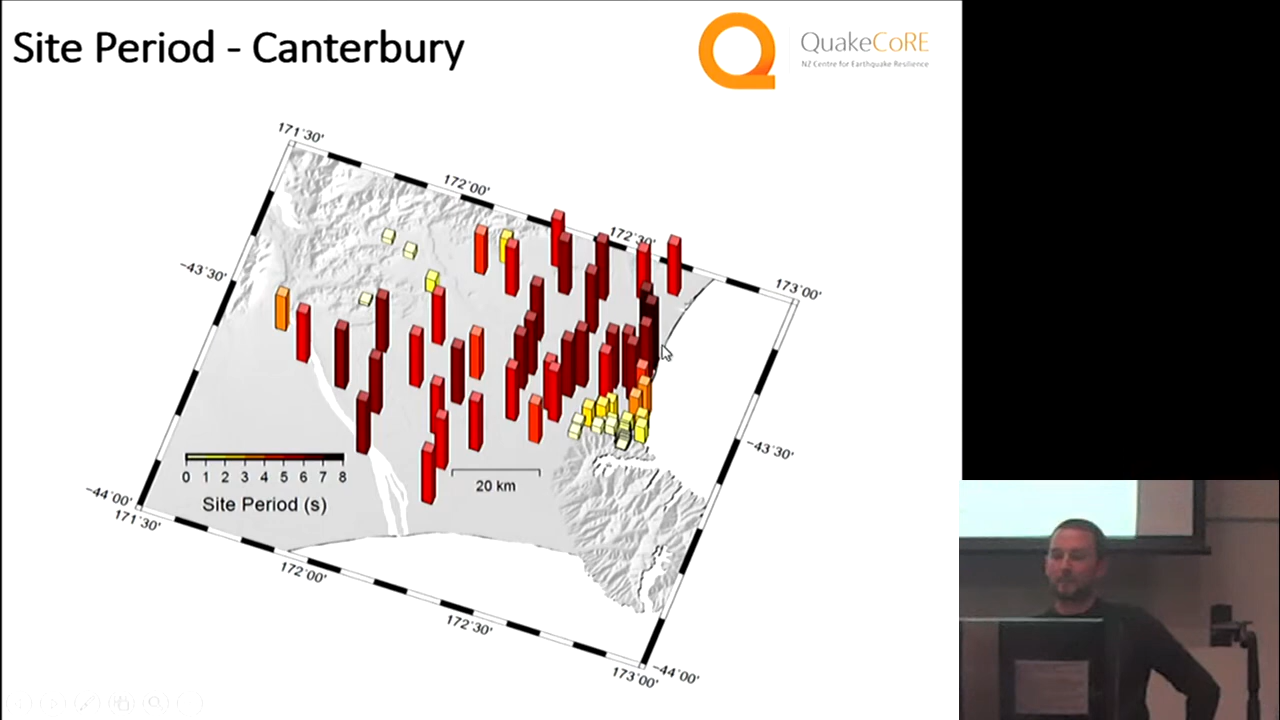 Site Period - Canterbury
QuakeCoRE
NZ Centre for Earthquake Resilience
171˚30'
172˚00'
172˚30'
173˚00'
−43˚30'
−43˚30'
0 1 2 3 4 5 6 7 8
Site Period (s)
20 km
−44˚00'
171˚30'
172˚00'
172˚30'
173˚00'
−44˚00'